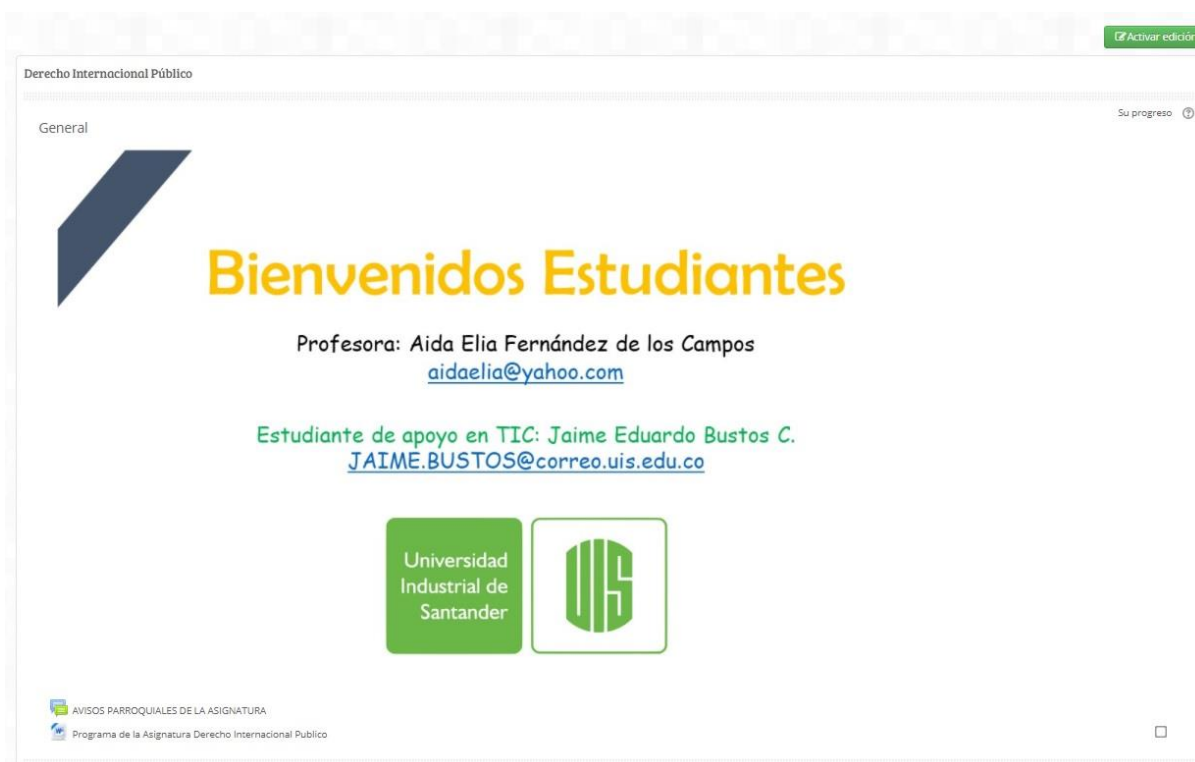 Activar edición
Derecho Internacional Público
Su progreso
General
Bienvenidos Estudiantes
Profesora: Aida Elia Fernández de los Campos
aidaelia@yahoo.com
Estudiante de apoyo en TIC: Jaime Eduardo Bustos C.
JAIME.BUSTOS@correo.uis.edu.co
Universidad
Industrial de
Santander
UIS
AVISOS PARROQUIALES DE LA ASIGNATURA
Programa de la Asignatura Derecho Internacional Publico